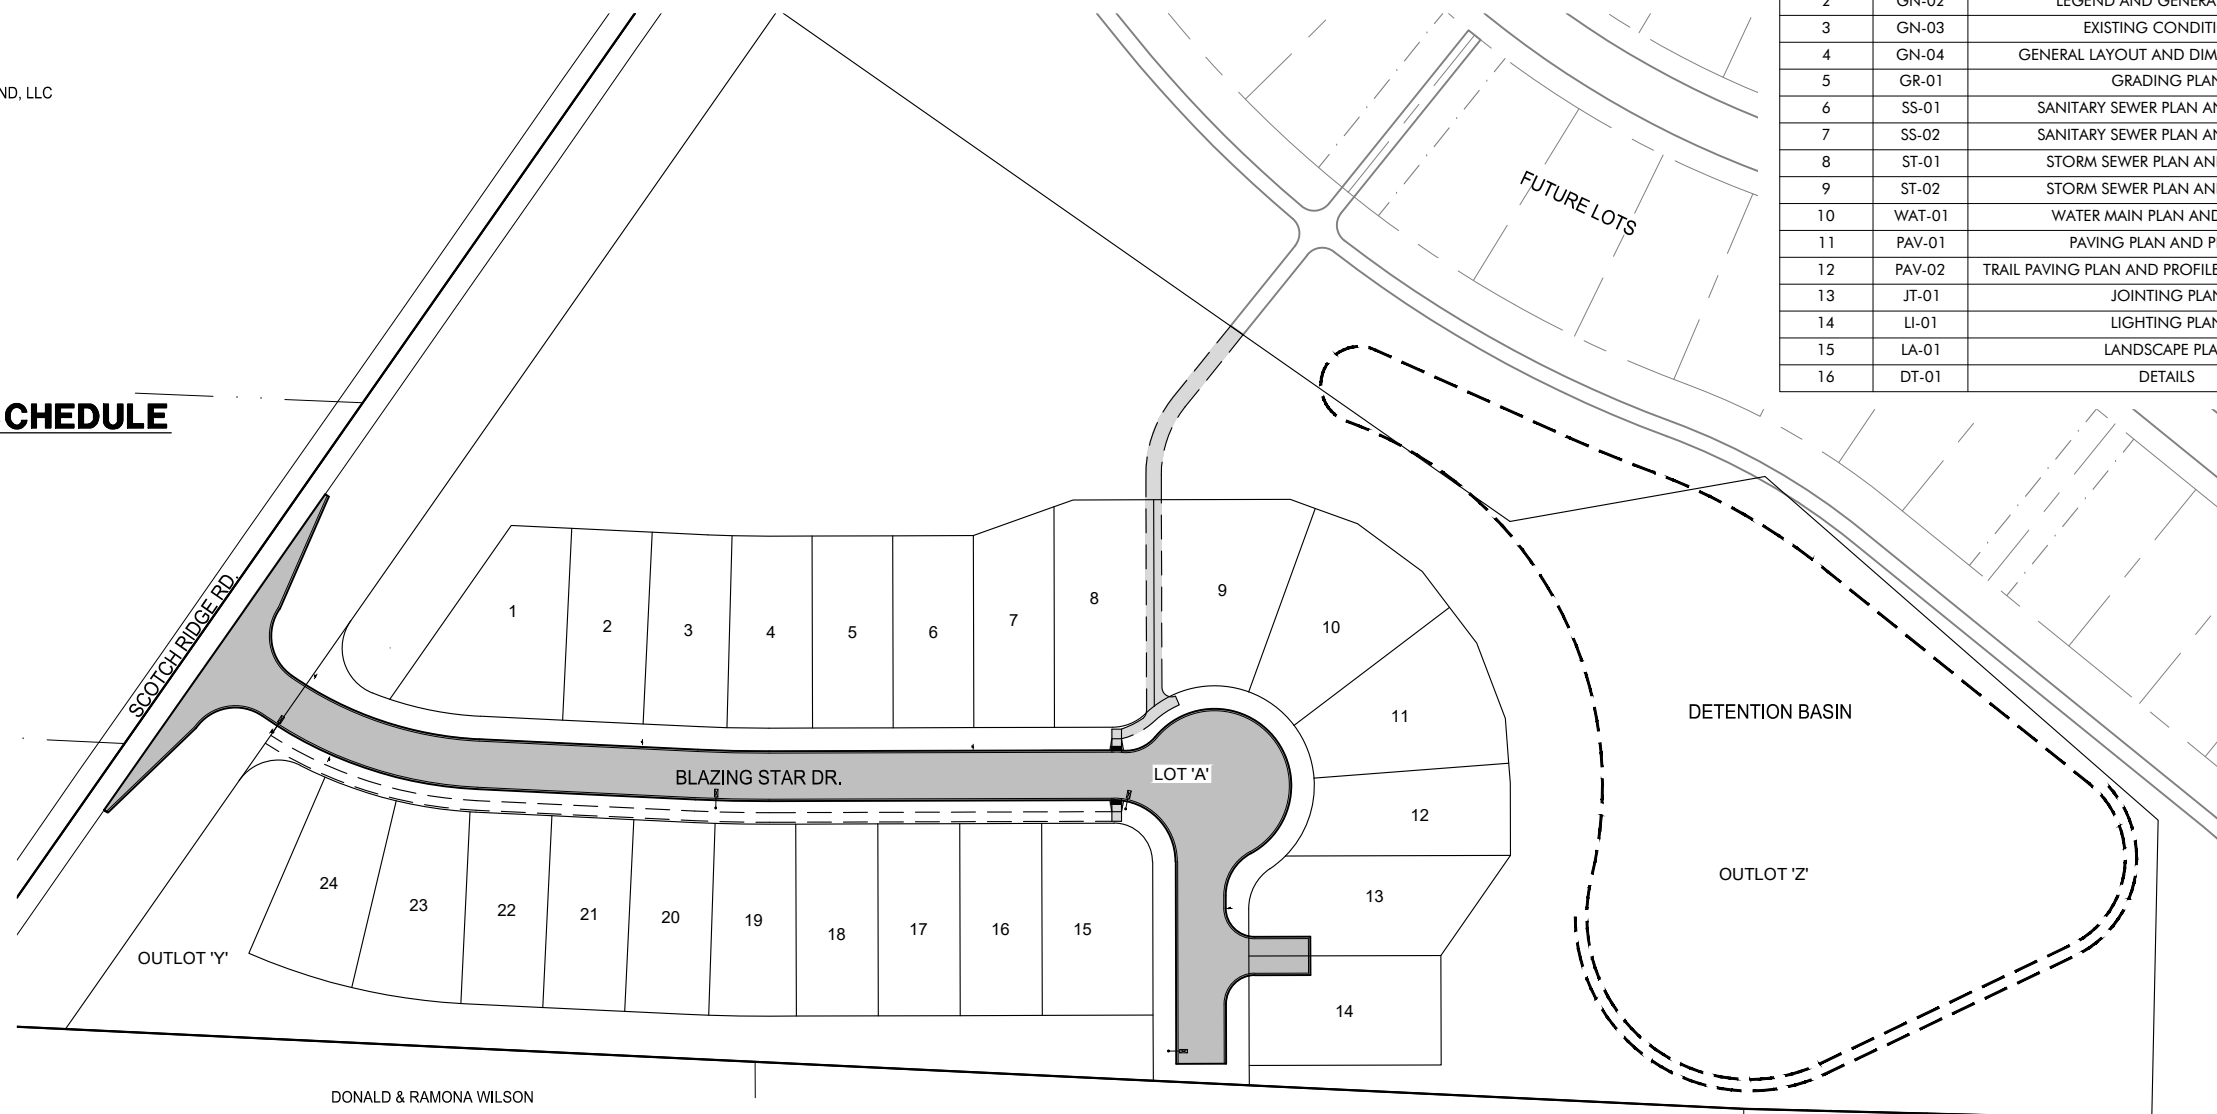 2 GN-02 LEGEND AND GENERA
3 GN-03 EXISTING CONDITI
4 GN-04 GENERAL LAYOUT AND DIM
5 GR-01 GRADING PLAN
6 SS-01 SANITARY SEWER PLAN AN
7 SS-02 SANITARY SEWER PLAN AN
8 ST-01 STORM SEWER PLAN AN
9 ST-02 STORM SEWER PLAN AN
10 WAT-01 WATER MAIN PLAN AND
11 PAV-01 PAVING PLAN AND P
12 PAV-02 TRAIL PAVING PLAN AND PROFILE
13 JT-01 JOINTING PLAN
14 LI-01 LIGHTING PLAN
15 LA-01 LANDSCAPE PLA
16 DT-01 DETAILS
ND, LLC
CHEDULE
FUTURE LOTS
SCOTCH RIDGE RD.
1
2
3
4
5
6
7
8
9
10
11
12
13
14
BLAZING STAR DR.
LOT 'A'
DETENTION BASIN
OUTLOT 'Z'
24
23
22
21
20
19
18
17
16
15
OUTLOT 'Y'
DONALD & RAMONA WILSON